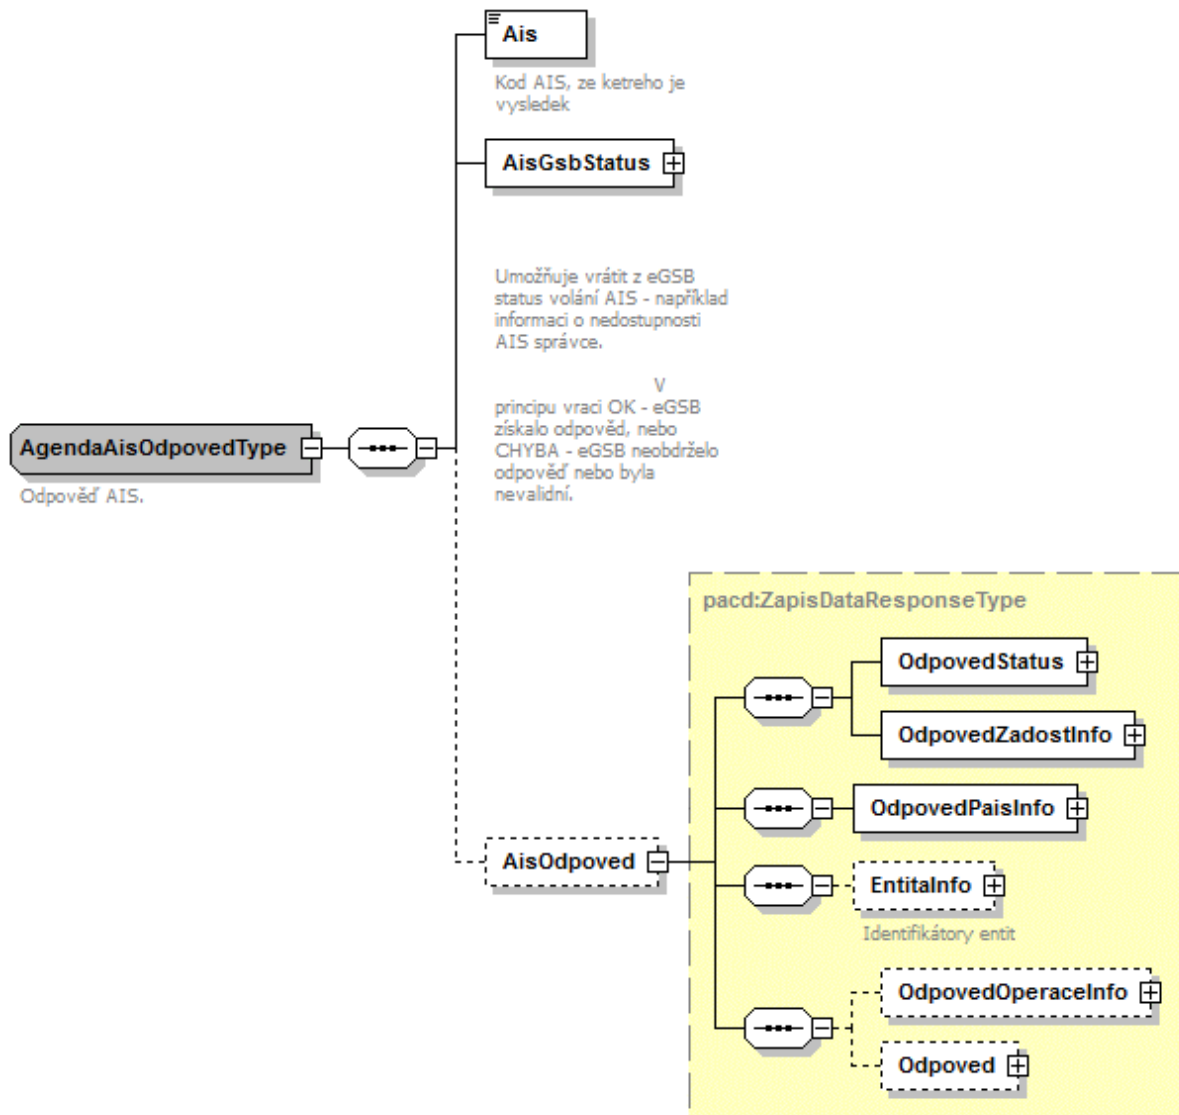 Ais
Kod AIS, ze ketreho je
vysledek
AisGsbStatus
Umožňuje vrátit z eGSB
status volání AIS - například
informaci o nedostupnosti
AIS správce.
V
principu vraci OK - eGSB
získalo odpověd, nebo
CHYBA - eGSB neobdrželo
odpověď nebo byla
nevalidní.
AgendaAisOdpovedType
Odpověď AIS.
pacd:ZapisDataResponseType
OdpovedStatus
OdpovedZadostInfo
OdpovedPaisInfo
AisOdpoved
EntitaInfo
Identifikátory entit
OdpovedOperaceInfo
Odpoved